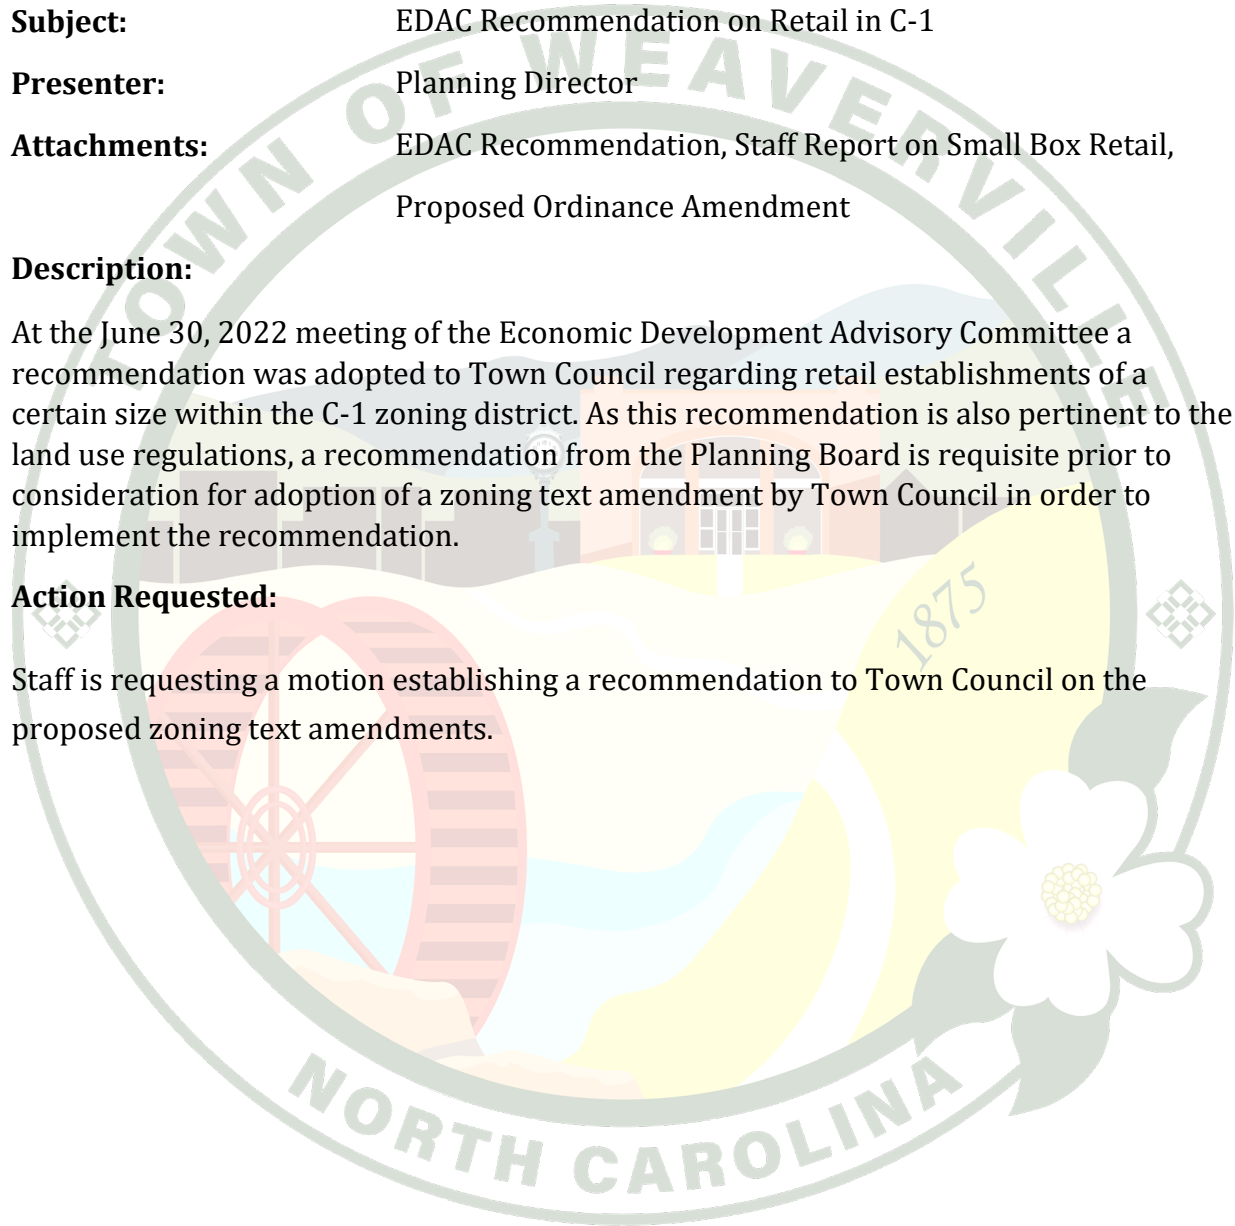 TOWN OF WEAVERVILLE
Subject: EDAC Recommendation on Retail in C-1
Presenter: Planning Director
Attachments: EDAC Recommendation, Staff Report on Small Box Retail,
Proposed Ordinance Amendment
Description:
At the June 30, 2022 meeting of the Economic Development Advisory Committee a
recommendation was adopted to Town Council regarding retail establishments of a
certain size within the C-1 zoning district. As this recommendation is also pertinent to the
land use regulations, a recommendation from the Planning Board is requisite prior to
consideration for adoption of a zoning text amendment by Town Council in order to
implement the recommendation.
Action Requested:
1875
Staff is requesting a motion establishing a recommendation to Town Council on the
proposed zoning text amendments.
NORTH CAROLINA